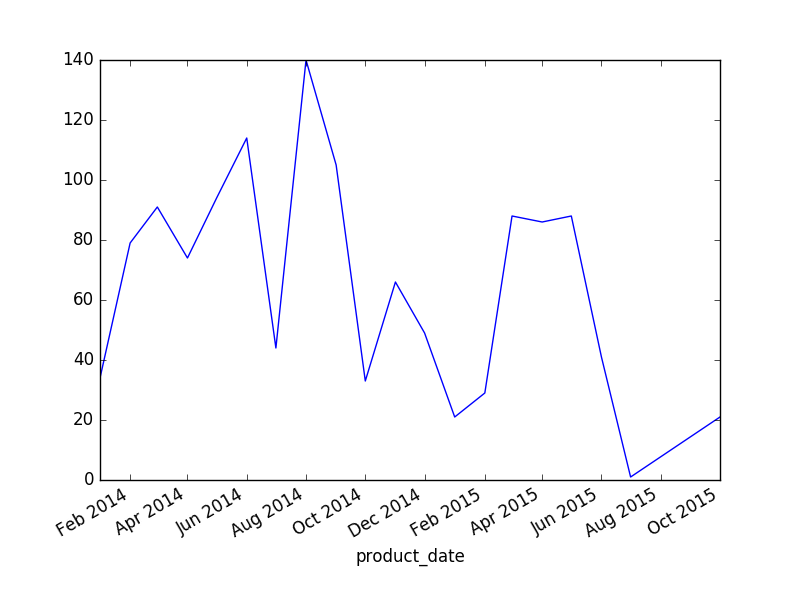 140
120
100
80
60
40
20
0
Feb 2014
Apr 2014
Jun 2014
Aug 2014
Oct 2014
Dec 2014
Feb 2015
Apr 2015
Jun 2015
Aug 2015
Oct 2015
product_date